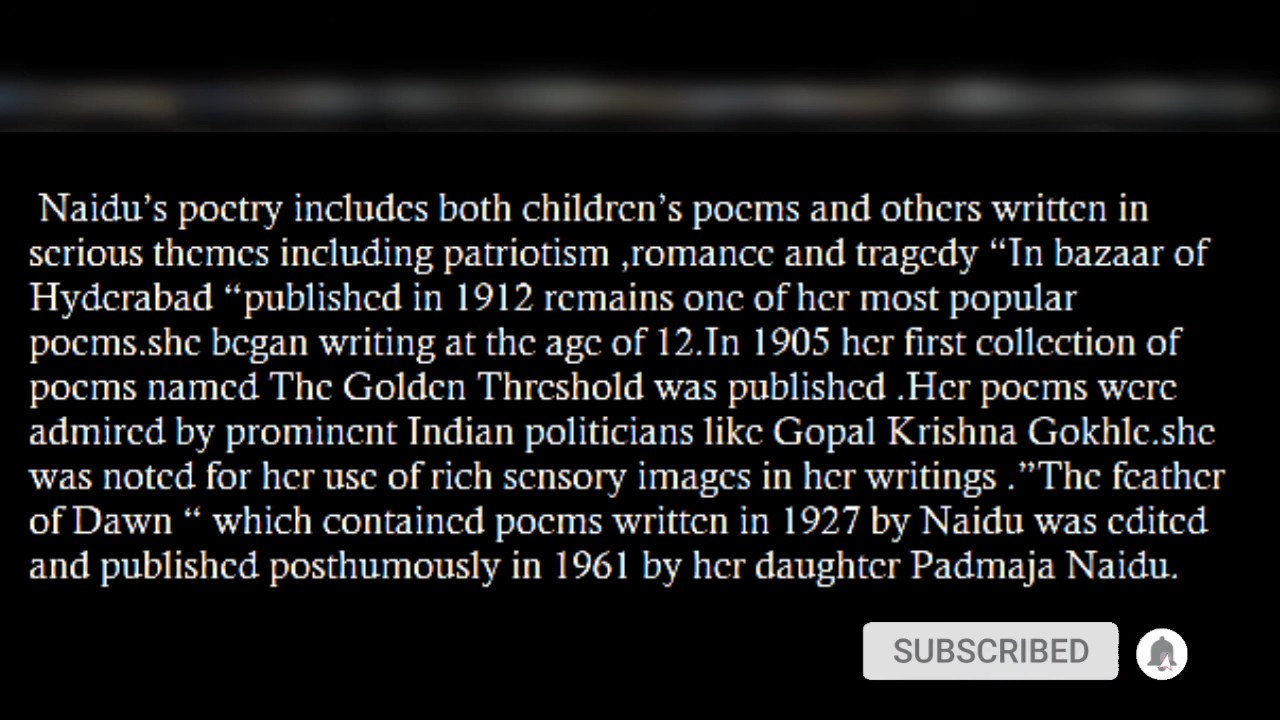 Naidu’s poetry includes both children’s poems and others written in
serious themes including patriotism ,romance and tragedy “In bazaar of
Hyderabad “published in 1912 remains one of her most popular
poems.she began writing at the age of 12.In 1905 her first collection of
poems named The Golden Threshold was published .Her poems were
admired by prominent Indian politicians like Gopal Krishna Gokhle.she
was noted for her use of rich sensory images in her writings .”The feather
of Dawn “ which contained poems written in 1927 by Naidu was edited
and published posthumously in 1961 by her daughter Padmaja Naidu.
SUBSCRIBED